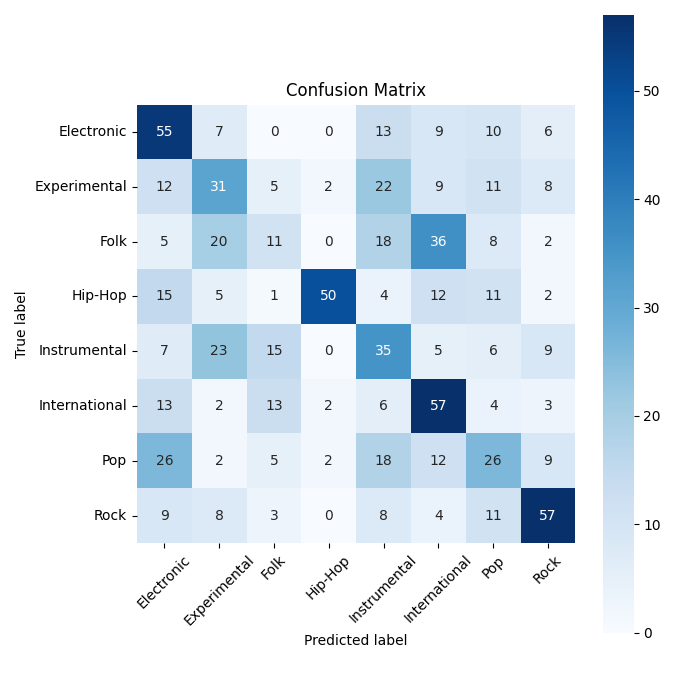 Confusion Matrix
Electronic 55 7 0 0 13 9 10 6
Experimental 12 31 5 2 22 9 11 8
Folk 5 20 11 0 18 36 8 2
Hip-Hop 15 5 1 50 4 12 11 2
Instrumental 7 23 15 0 35 5 6 9
International 13 2 13 2 6 57 4 3
Pop 26 2 5 2 18 12 26 9
Rock 9 8 3 0 8 4 11 57
True label
Electronic Experimental Folk Hip-Hop Instrumental International Pop Rock
Predicted label
50
40
30
20
10
0